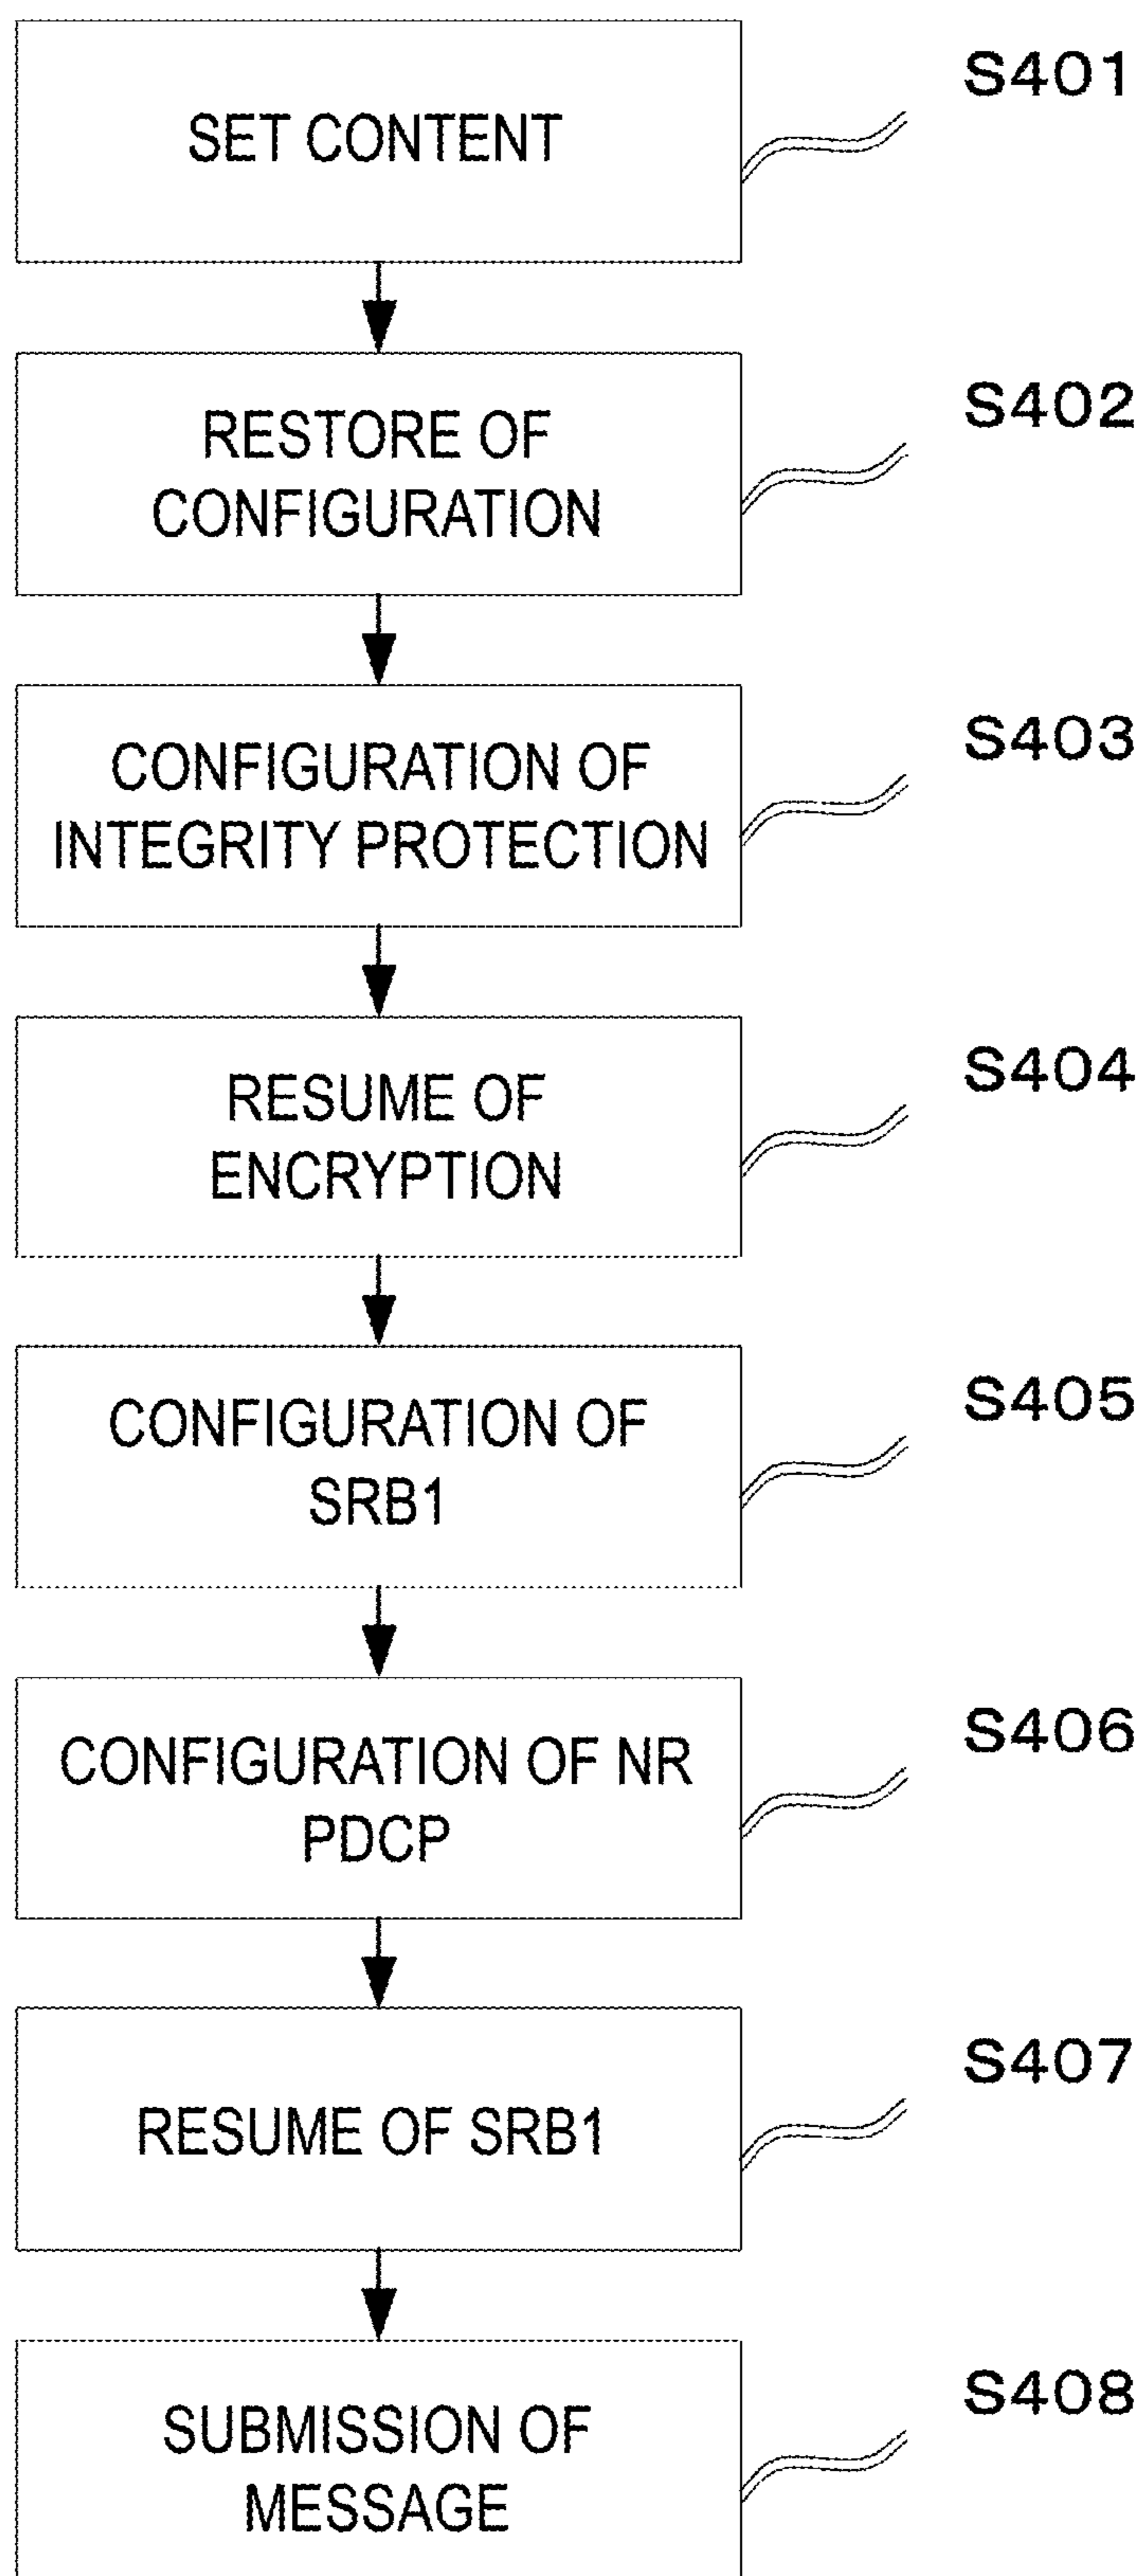 SET CONTENT
S401
RESTORE OF
CONFIGURATION
S402
CONFIGURATION OF
INTEGRITY PROTECTION
S403
RESUME OF
ENCRYPTION
S404
CONFIGURATION OF
SRB1
S405
CONFIGURATION OF NR
PDCP
S406
RESUME OF SRB1
S407
SUBMISSION OF
MESSAGE
S408